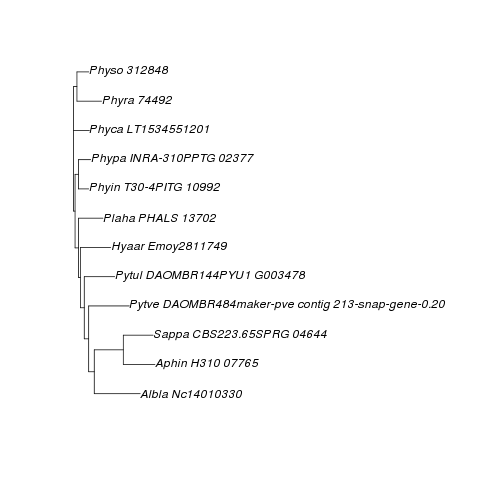 Physo 312848
Phyra 74492
Phyca LT1534551201
Phypa INRA-310PPTG 02377
Phyin T30-4PITG 10992
Plaha PHALS 13702
Hyaar Emoy2811749
Pytul DAOMBR144PYU1 G003478
Pytve DAOMBR484maker-pve contig 213-snap-gene-0.20
Sappa CBS223.65SPRG 04644
Aphin H310 07765
Albla Nc14010330